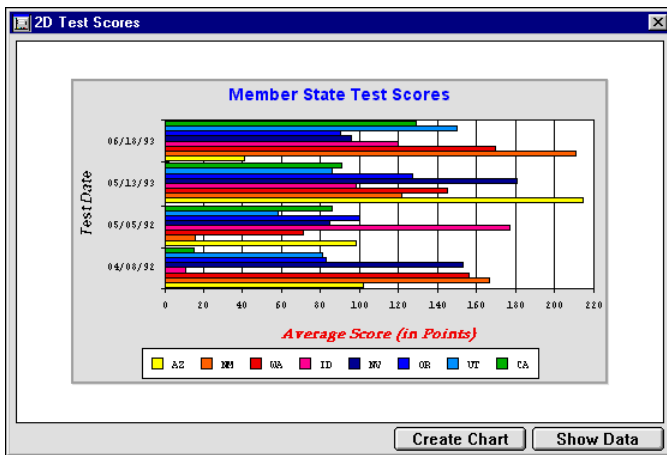 2D Test Scores
Member State Test Scores
Test Date
06/18/93
05/13/93
05/05/92
04/08/92
0 20 40 60 80 100 120 140 160 180 200 220
Average Score (in Points)
AZ NM WA ID NV OR UT CA
Create Chart Show Data